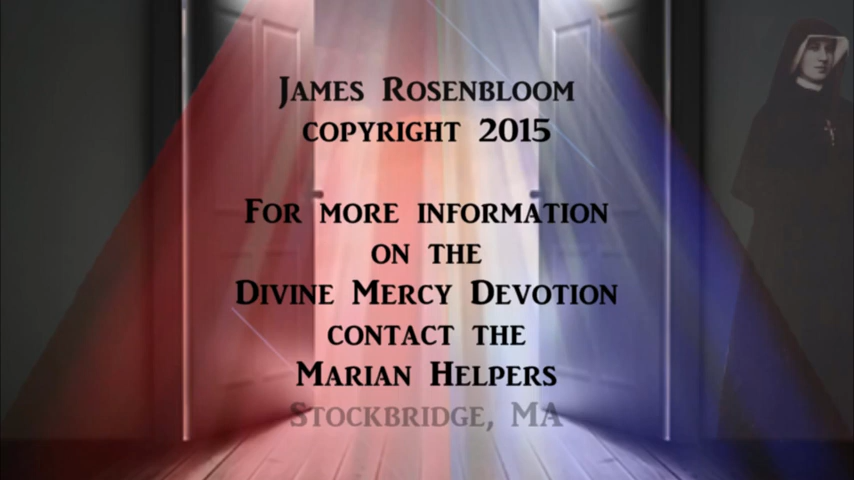 James Rosenbloom
copyright 2015
For more information
on the
Divine Mercy Devotion
contact the
Marian Helpers
Stockbridge, MA